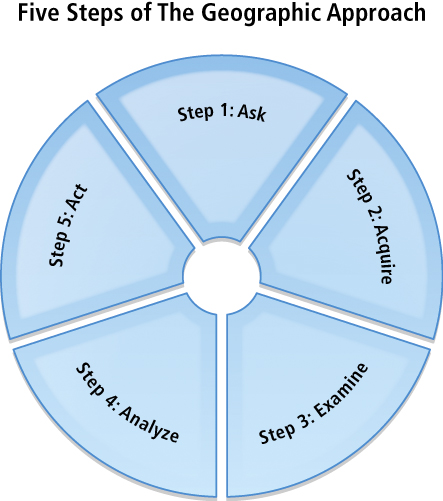 Five Steps of The Geographic Approach
Step 1: Ask
Step 2: Acquire
Step 3: Examine
Step 4: Analyze
Step 5: Act